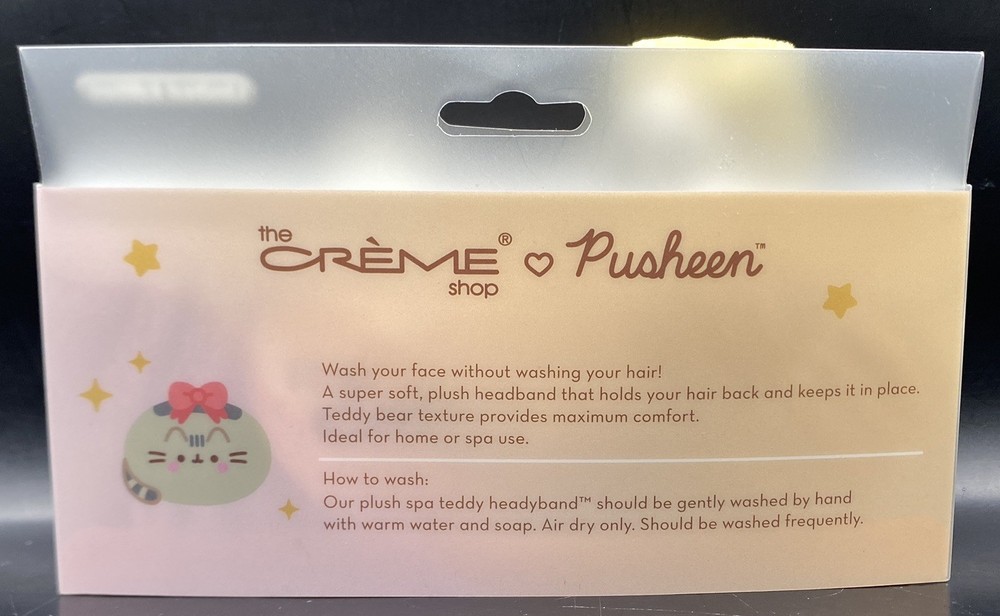 the
CRÈME® ♡ Pusheen™
shop
Wash your face without washing your hair!
A super soft, plush headband that holds your hair back and keeps it in place.
Teddy bear texture provides maximum comfort.
Ideal for home or spa use.
How to wash:
Our plush spa teddy headyband™ should be gently washed by hand
with warm water and soap. Air dry only. Should be washed frequently.